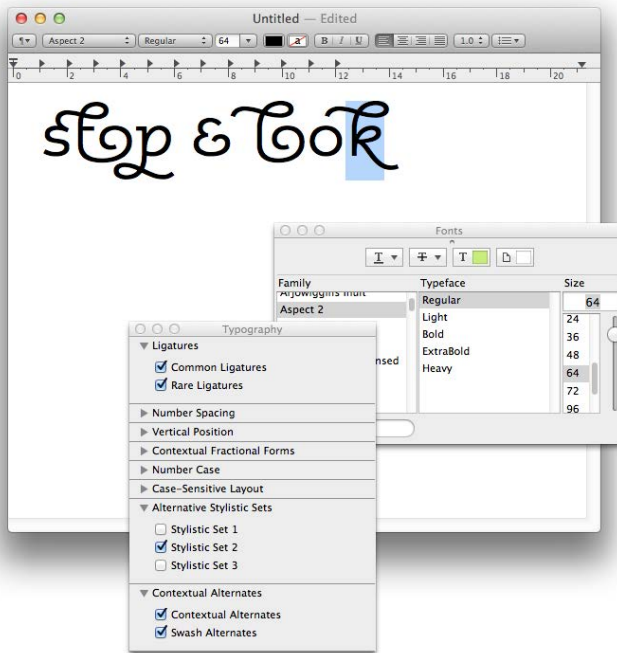 Untitled — Edited
¶ Aspect 2 Regular 64 a B I U 1.0
0 2 4 6 8 10 12 14 16 18 20
stop & look
Fonts
T T T
Family Typeface Size
Arjowiggins Inuit Regular 64
Aspect 2 Light 24
Bold 36
nsed ExtraBold 48
Heavy 64
72
96
Typography
Ligatures
Common Ligatures
Rare Ligatures
Number Spacing
Vertical Position
Contextual Fractional Forms
Number Case
Case-Sensitive Layout
Alternative Stylistic Sets
Stylistic Set 1
Stylistic Set 2
Stylistic Set 3
Contextual Alternates
Contextual Alternates
Swash Alternates